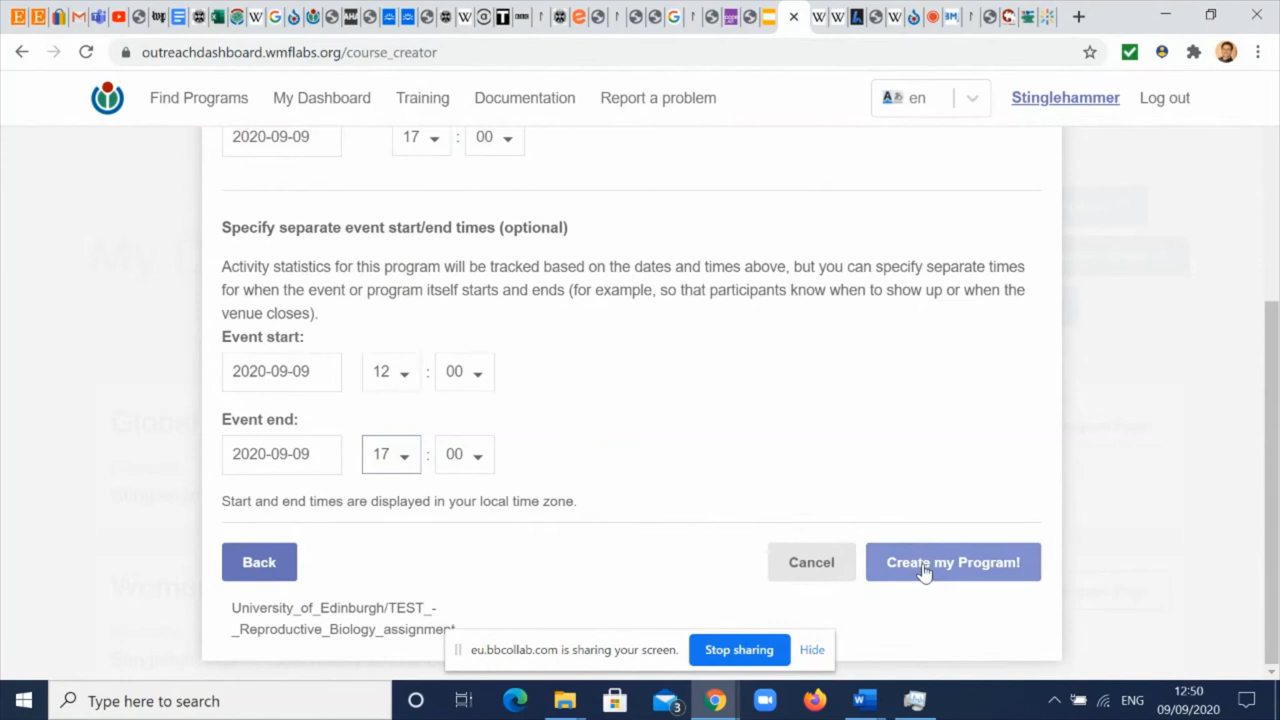 outreachdashboard.wmflabs.org/course_creator
Find Programs My Dashboard Training Documentation Report a problem en Stinglehammer Log out
2020-09-09 17 : 00
Specify separate event start/end times (optional)
Activity statistics for this program will be tracked based on the dates and times above, but you can specify separate times
for when the event or program itself starts and ends (for example, so that participants know when to show up or when the
venue closes).
Event start:
2020-09-09 12 : 00
Event end:
2020-09-09 17 : 00
Start and end times are displayed in your local time zone.
Back Cancel Create my Program!
University_of_Edinburgh/TEST_-
_Reproductive_Biology_assignment
eu.bbcollab.com is sharing your screen. Stop sharing Hide
Type here to search 3 ENG 12:50
09/09/2020